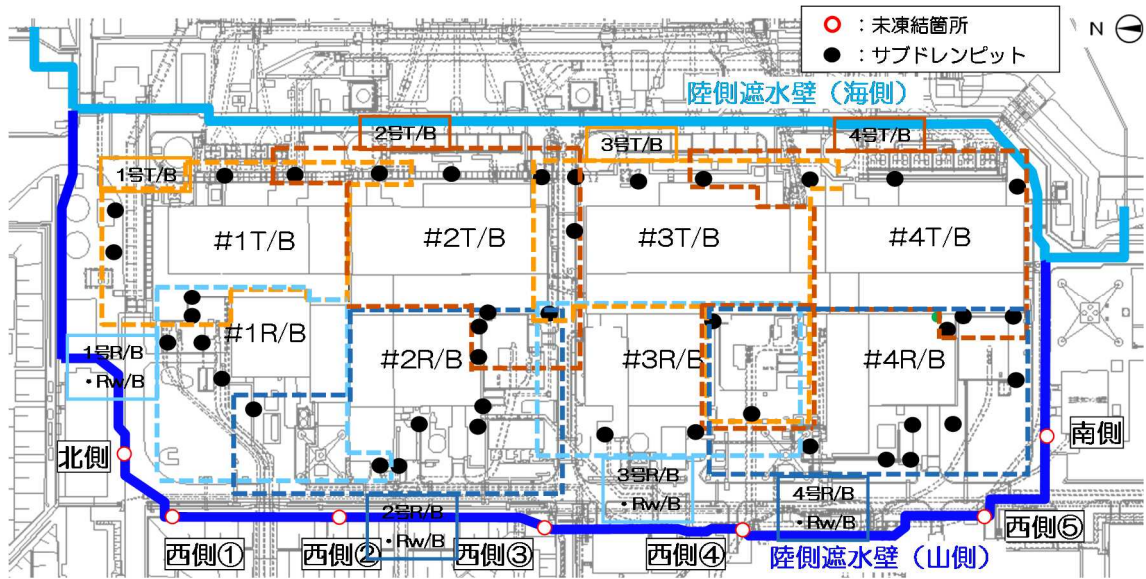 ○：未凍結箇所
●：サブドレンピット
N
陸側遮水壁（海側）
2号T/B
3号T/B
4号T/B
1号T/B
#1T/B
#2T/B
#3T/B
#4T/B
#1R/B
#2R/B
#3R/B
#4R/B
1号R/B
・Rw/B
北側
南側
3号R/B
・Rw/B
4号R/B
・Rw/B
2号R/B
・Rw/B
西側①
西側②
西側③
西側④
西側⑤
陸側遮水壁（山側）